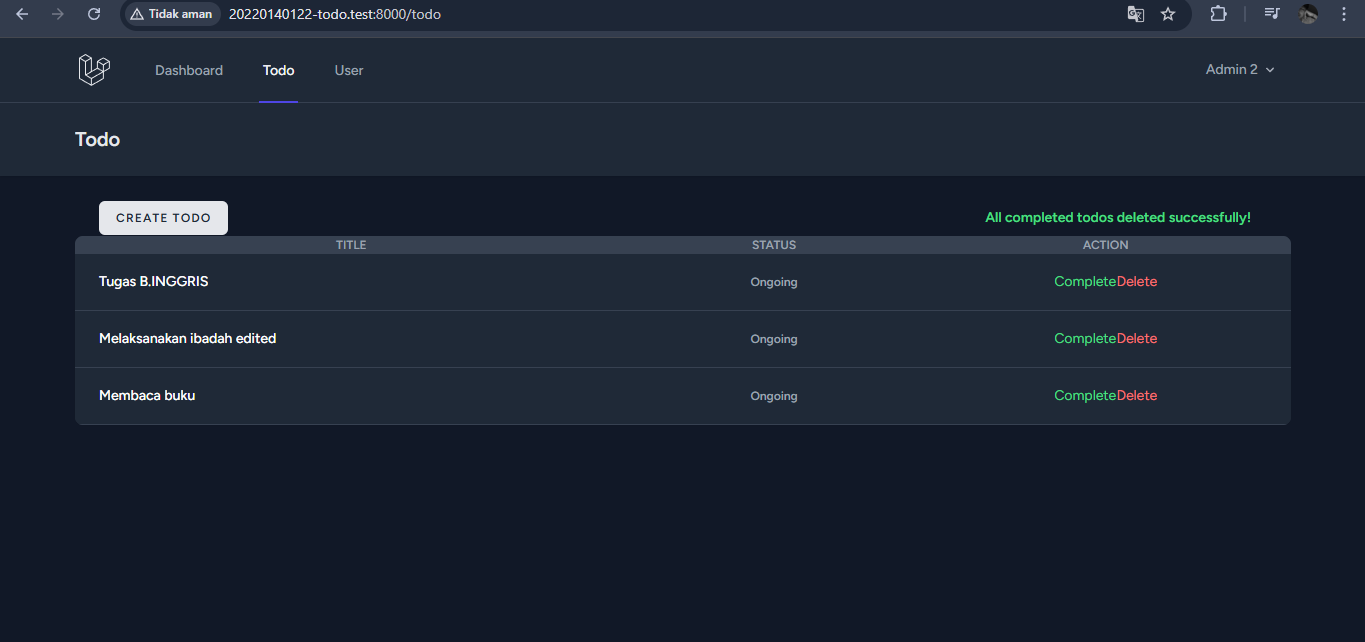 Tidak aman 20220140122-todo.test:8000/todo
Dashboard Todo User Admin 2
Todo
CREATE TODO All completed todos deleted successfully!
TITLE STATUS ACTION
Tugas B.INGGRIS Ongoing CompleteDelete
Melaksanakan ibadah edited Ongoing CompleteDelete
Membaca buku Ongoing CompleteDelete